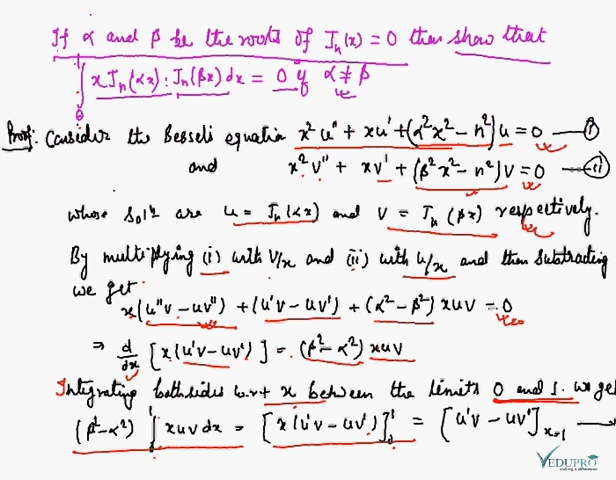 If α and β be the roots of Jn(x) = 0 then show that
∫₀¹ x Jn(αx) · Jn(βx) dx = 0 if α ≠ β
Proof: Consider the Bessel's equation x² u'' + xu' + (α²x² − n²) u = 0 — (i)
and x² v'' + xv' + (β²x² − n²) v = 0 — (ii)
whose solⁿ are u = Jn(αx) and v = Jn(βx) respectively.
By multiplying (i) with v/x and (ii) with u/x and then subtracting
we get
x(u''v − uv'') + (u'v − uv') + (α² − β²) xuv = 0
⇒ d/dx [x(u'v − uv')] = (β² − α²) xuv
Integrating both sides w.r.t x between the limits 0 and 1. we get
(β² − α²) ∫₀¹ xuv dx = [x(u'v − uv')]₀¹ = [u'v − uv']ₓ₌₁ —
VEDUPRO